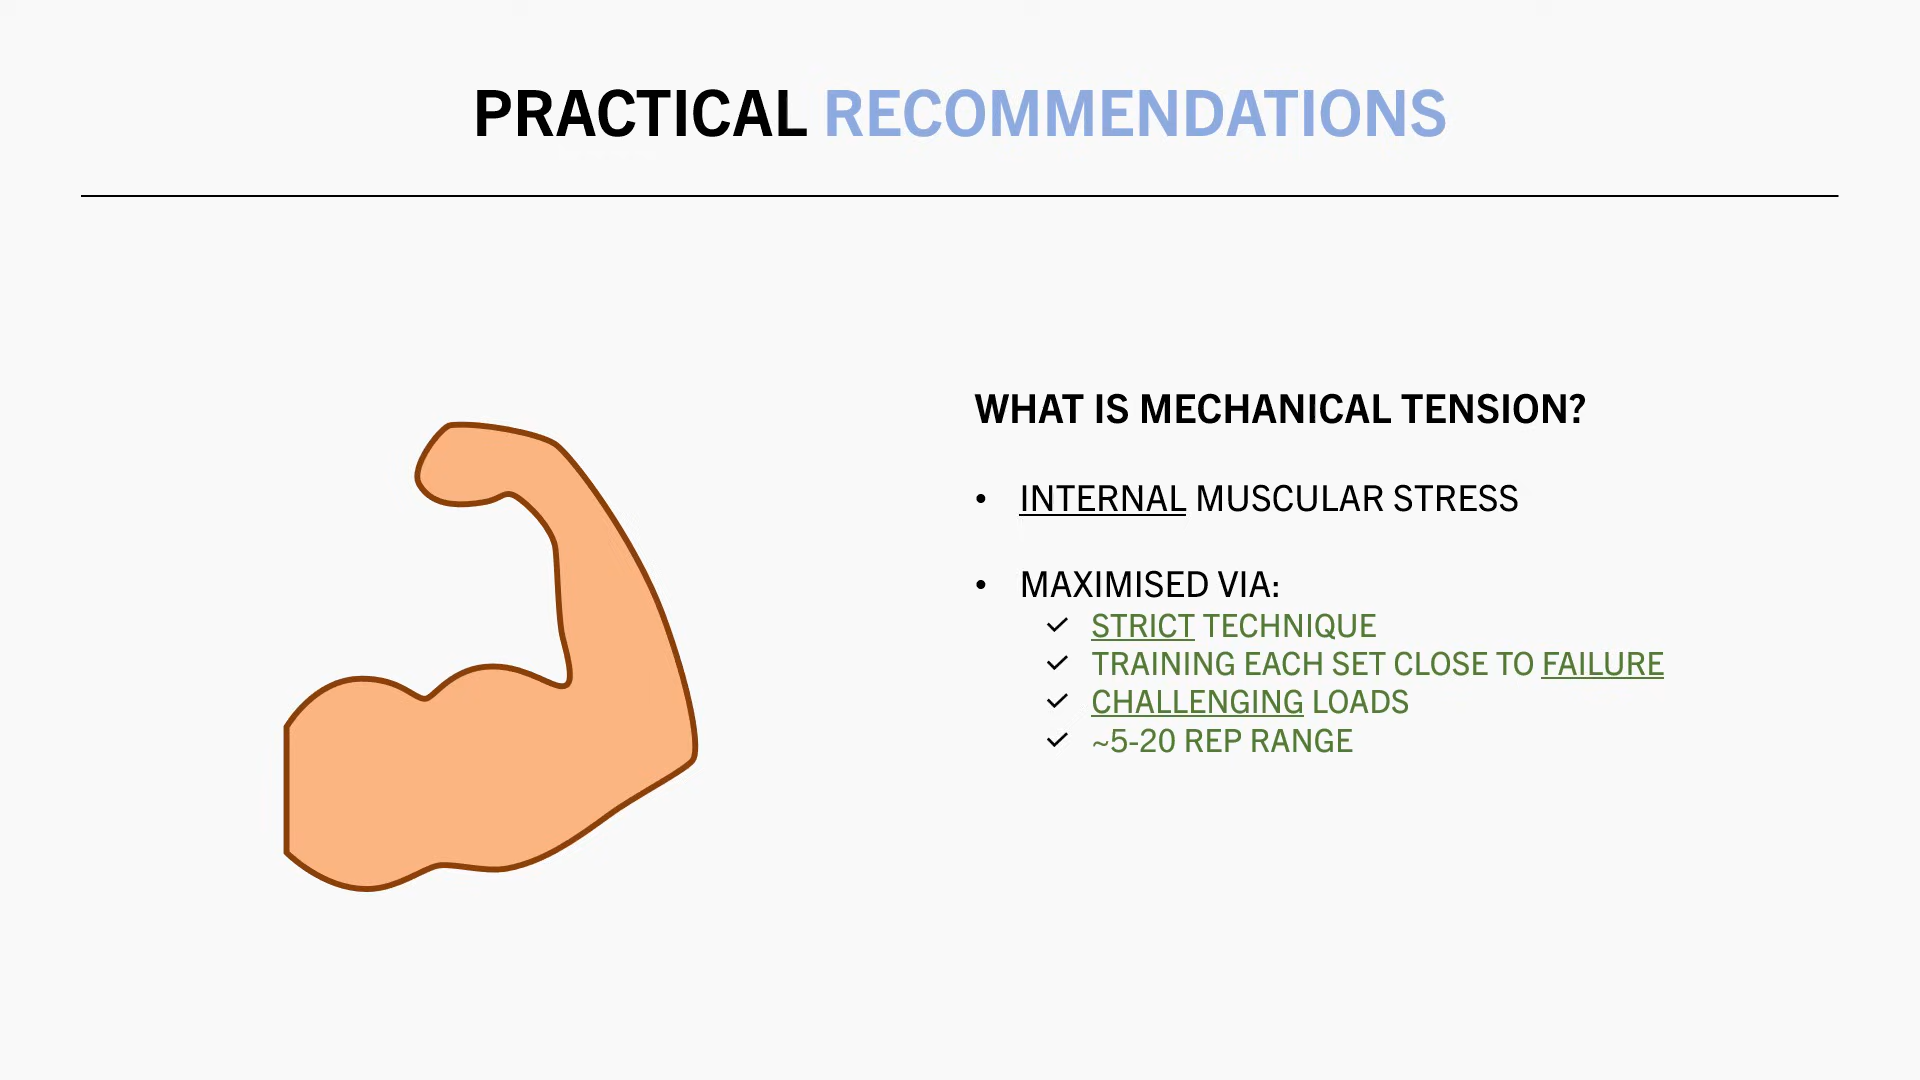 PRACTICAL RECOMMENDATIONS
WHAT IS MECHANICAL TENSION?
• INTERNAL MUSCULAR STRESS
• MAXIMISED VIA:
✓ STRICT TECHNIQUE
✓ TRAINING EACH SET CLOSE TO FAILURE
✓ CHALLENGING LOADS
✓ ~5-20 REP RANGE